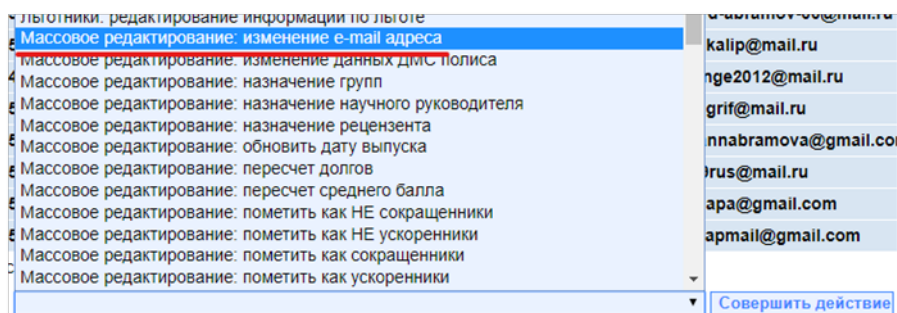 Льготники: редактирование информации по льготе
Массовое редактирование: изменение e-mail адреса
kalip@mail.ru
Массовое редактирование: изменение данных ДМС полиса
Массовое редактирование: назначение групп
nge2012@mail.ru
Массовое редактирование: назначение научного руководителя
grif@mail.ru
Массовое редактирование: назначение рецензента
Массовое редактирование: обновить дату выпуска
nnabramova@gmail.co
Массовое редактирование: пересчет долгов
rus@mail.ru
Массовое редактирование: пересчет среднего балла
apa@gmail.com
Массовое редактирование: пометить как НЕ сокращенники
Массовое редактирование: пометить как НЕ ускоренники
apmail@gmail.com
Массовое редактирование: пометить как сокращенники
Массовое редактирование: пометить как ускоренники
Совершить действие